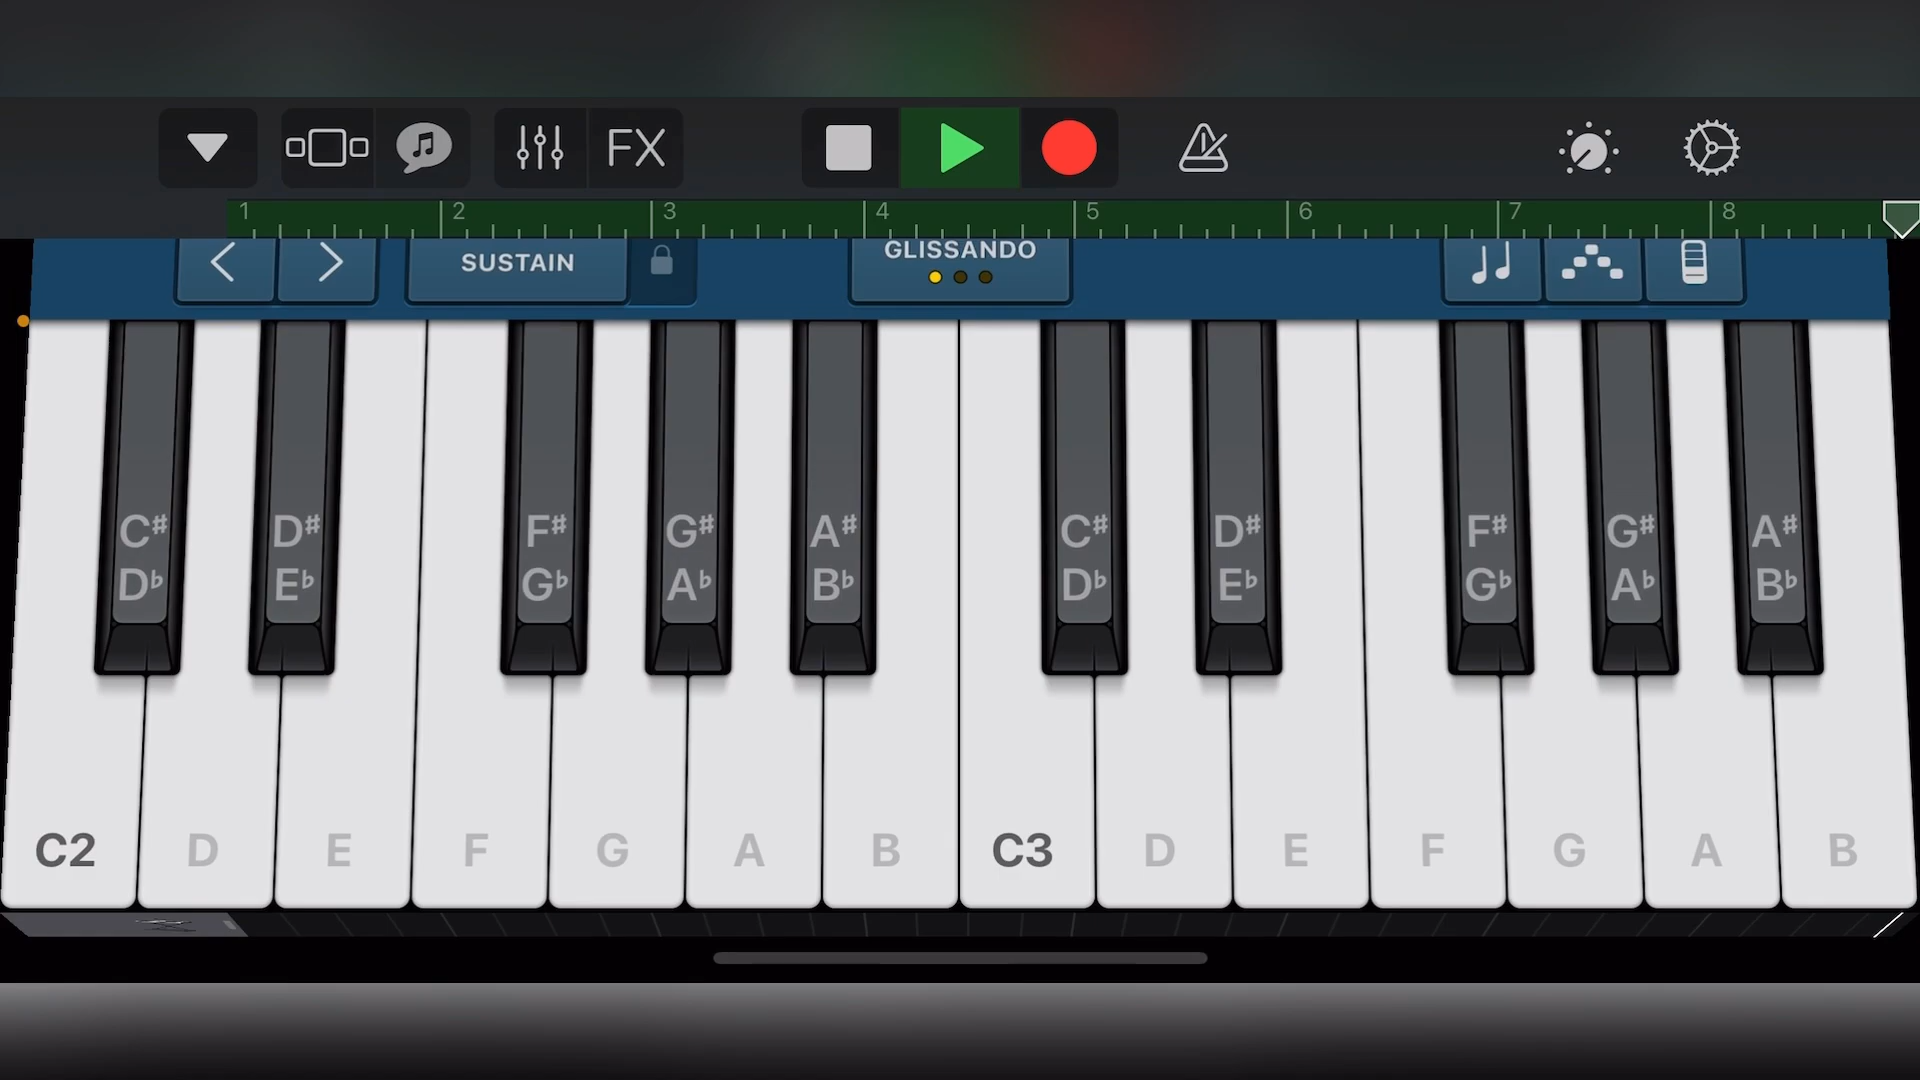 FX
1 2 3 4 5 6 7 8
SUSTAIN
GLISSANDO
C♯ D♯ F♯ G♯ A♯ C♯ D♯ F♯ G♯ A♯
D♭ E♭ G♭ A♭ B♭ D♭ E♭ G♭ A♭ B♭
C2 D E F G A B C3 D E F G A B